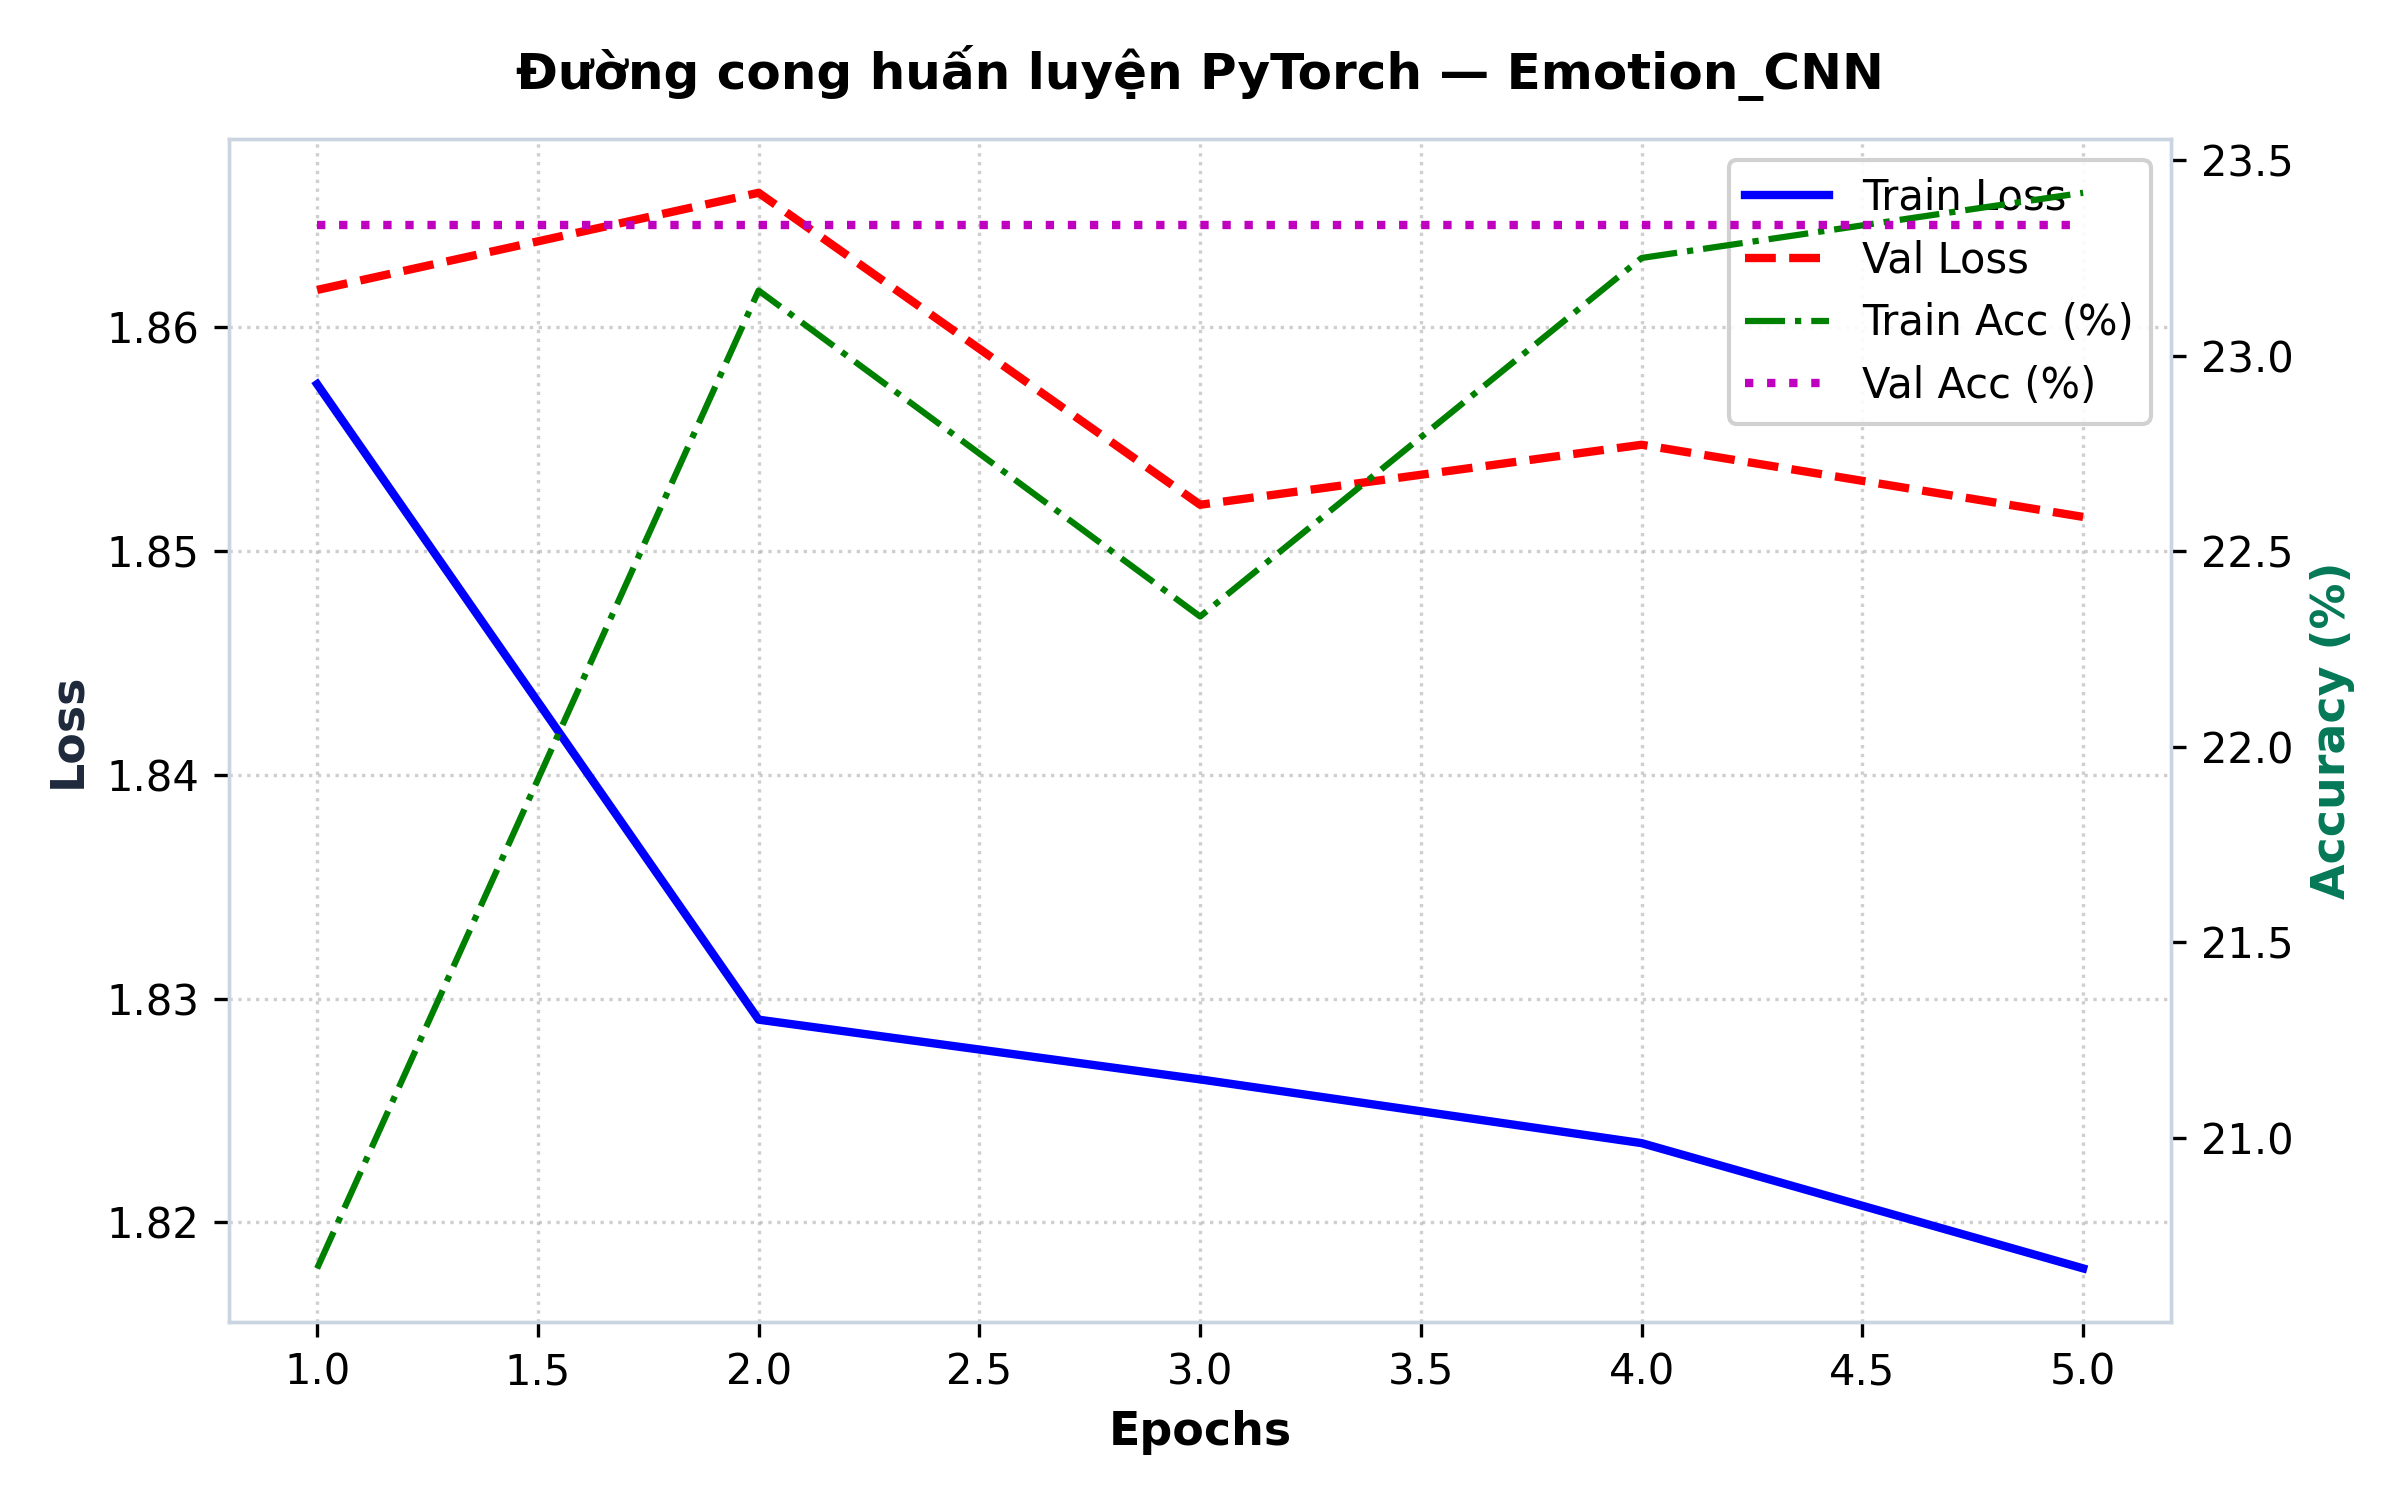 Đường cong huấn luyện PyTorch — Emotion_CNN
Train Loss
Val Loss
Train Acc (%)
Val Acc (%)
Loss
1.86
1.85
1.84
1.83
1.82
23.5
23.0
22.5
22.0
21.5
21.0
Accuracy (%)
1.0 1.5 2.0 2.5 3.0 3.5 4.0 4.5 5.0
Epochs